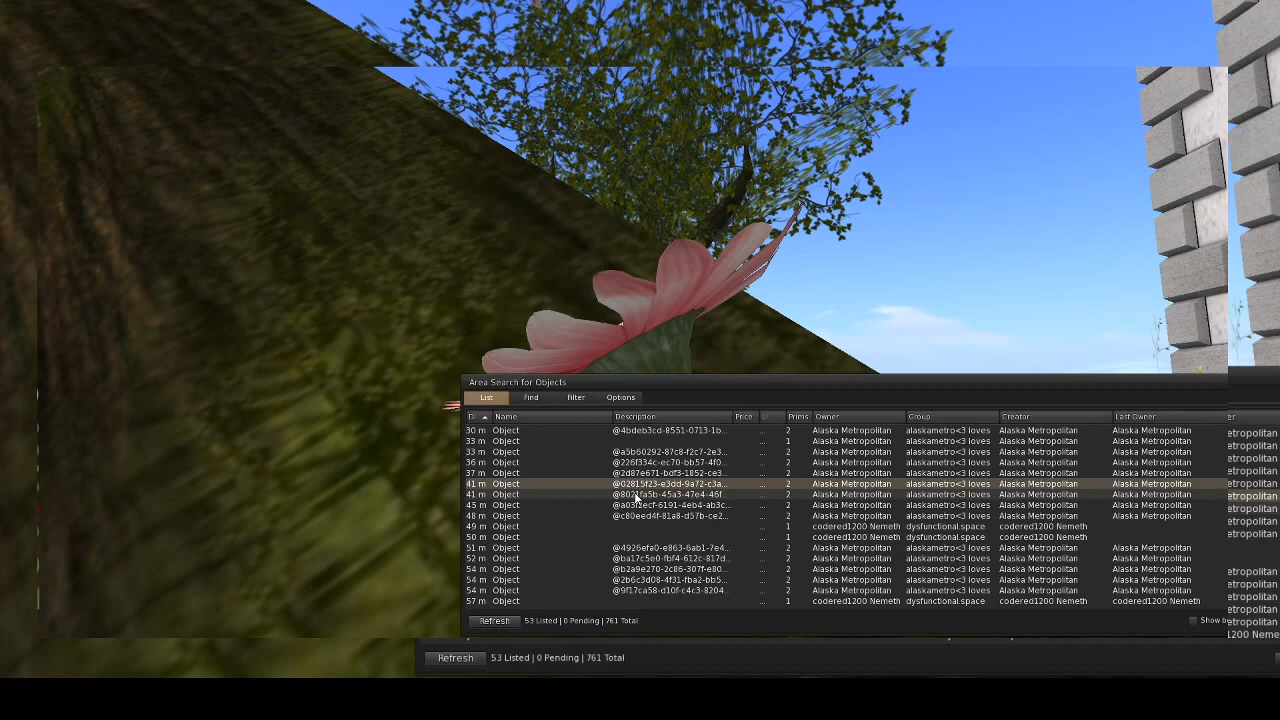 Area Search for Objects
List Find Filter Options
Di Name Description Price Prims Owner Group Creator Last Owner
30 m Object @4bdeb3cd-8551-0713-1b... ... 2 Alaska Metropolitan alaskametro<3 loves Alaska Metropolitan Alaska Metropolitan
33 m Object ... 1 Alaska Metropolitan alaskametro<3 loves Alaska Metropolitan Alaska Metropolitan
33 m Object @a5b60292-87c8-f2c7-2e3... ... 2 Alaska Metropolitan alaskametro<3 loves Alaska Metropolitan Alaska Metropolitan
36 m Object @226f334c-ec70-bb57-4f0... ... 2 Alaska Metropolitan alaskametro<3 loves Alaska Metropolitan Alaska Metropolitan
37 m Object @2d87e671-bdf3-1852-ce3... ... 2 Alaska Metropolitan alaskametro<3 loves Alaska Metropolitan Alaska Metropolitan
41 m Object @02815f23-e3dd-9a72-c3a... ... 2 Alaska Metropolitan alaskametro<3 loves Alaska Metropolitan Alaska Metropolitan
41 m Object ... 2 Alaska Metropolitan alaskametro<3 loves Alaska Metropolitan Alaska Metropolitan
45 m Object ... 2 Alaska Metropolitan alaskametro<3 loves Alaska Metropolitan Alaska Metropolitan
48 m Object @c80eed4f-81a8-d57b-ce2... ... 2 Alaska Metropolitan alaskametro<3 loves Alaska Metropolitan Alaska Metropolitan
49 m Object ... 1 codered1200 Nemeth dysfunctional.space codered1200 Nemeth
50 m Object ... 1 codered1200 Nemeth dysfunctional.space codered1200 Nemeth
51 m Object @4926efa0-e863-6ab1-7e4... ... 2 Alaska Metropolitan alaskametro<3 loves Alaska Metropolitan Alaska Metropolitan
52 m Object @ba17c5e0-fbf4-612c-817d... ... 2 Alaska Metropolitan alaskametro<3 loves Alaska Metropolitan Alaska Metropolitan
54 m Object @b2a9e270-2c86-307f-e80... ... 2 Alaska Metropolitan alaskametro<3 loves Alaska Metropolitan Alaska Metropolitan
54 m Object @2b6c3d08-4f31-fba2-bb5... ... 2 Alaska Metropolitan alaskametro<3 loves Alaska Metropolitan Alaska Metropolitan
54 m Object @9f17ca58-d10f-c4c3-8204... ... 2 Alaska Metropolitan alaskametro<3 loves Alaska Metropolitan Alaska Metropolitan
57 m Object ... 1 codered1200 Nemeth dysfunctional.space codered1200 Nemeth codered1200 Nemeth
Refresh 53 Listed | 0 Pending | 761 Total Show b
Refresh 53 Listed | 0 Pending | 761 Total